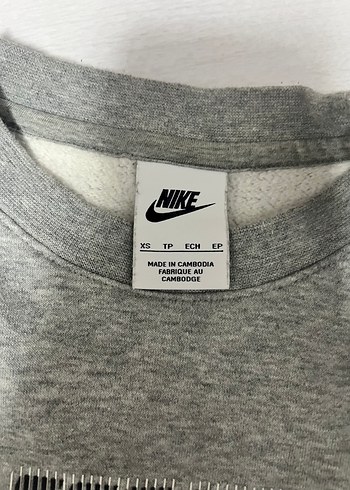 NIKE
XS TP ECH EP
MADE IN CAMBODIA
FABRIQUE AU
CAMBODGE